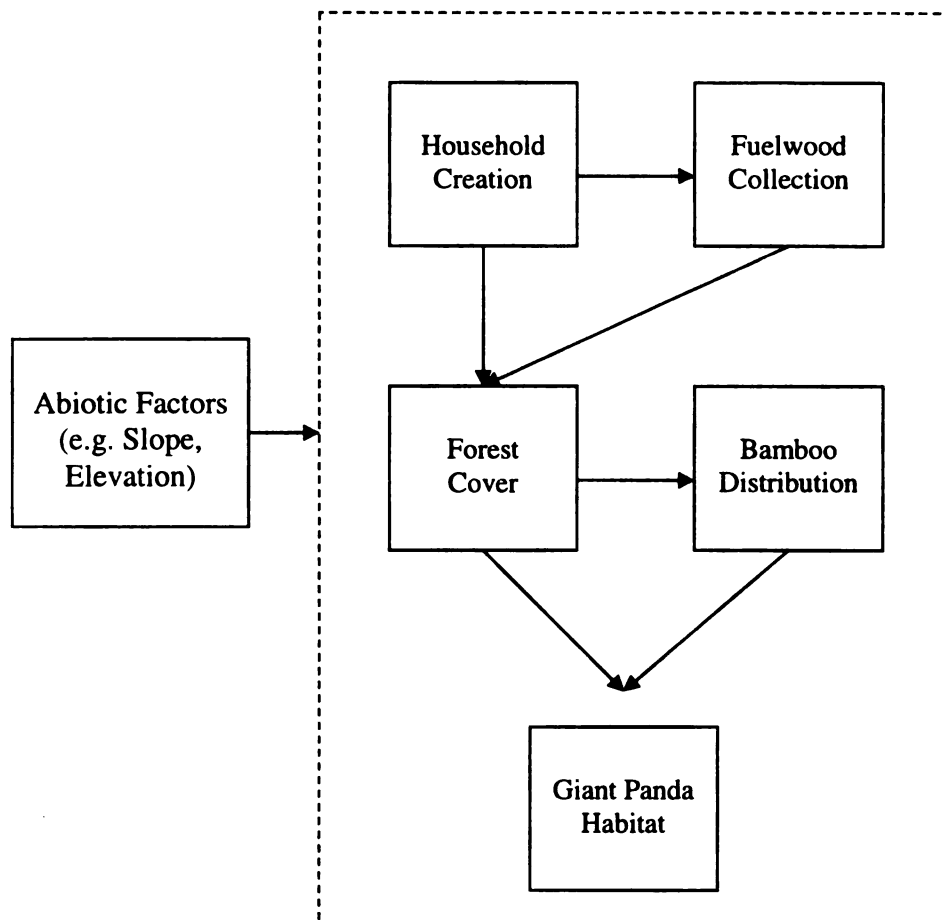 Household
Creation
Fuelwood
Collection
Abiotic Factors
(e.g. Slope,
Elevation)
Forest
Cover
Bamboo
Distribution
Giant Panda
Habitat